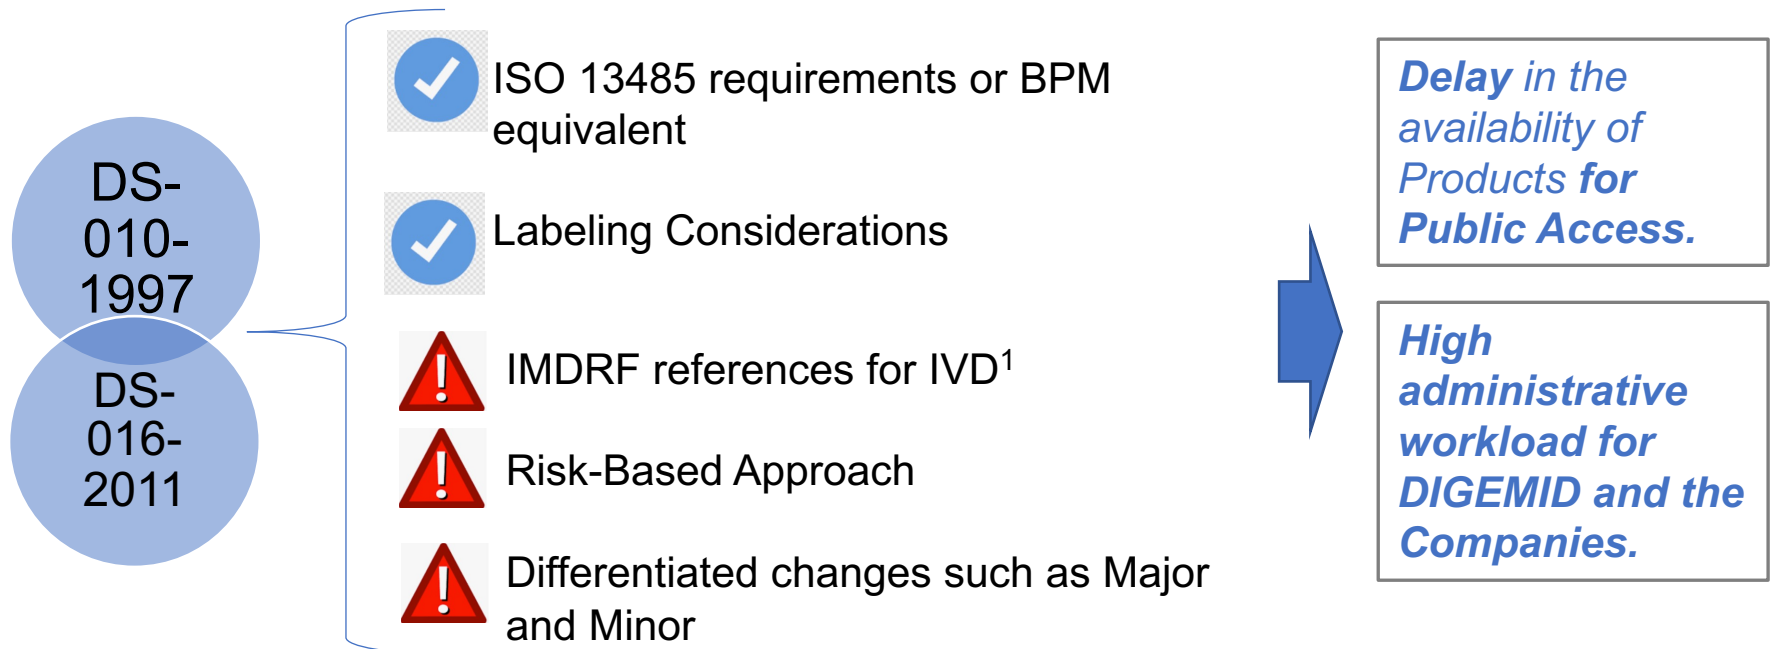 DS-
010-
1997
DS-
016-
2011
ISO 13485 requirements or BPM
equivalent
Labeling Considerations
IMDRF references for IVD¹
Risk-Based Approach
Differentiated changes such as Major
and Minor
Delay in the
availability of
Products for
Public Access.
High
administrative
workload for
DIGEMID and the
Companies.